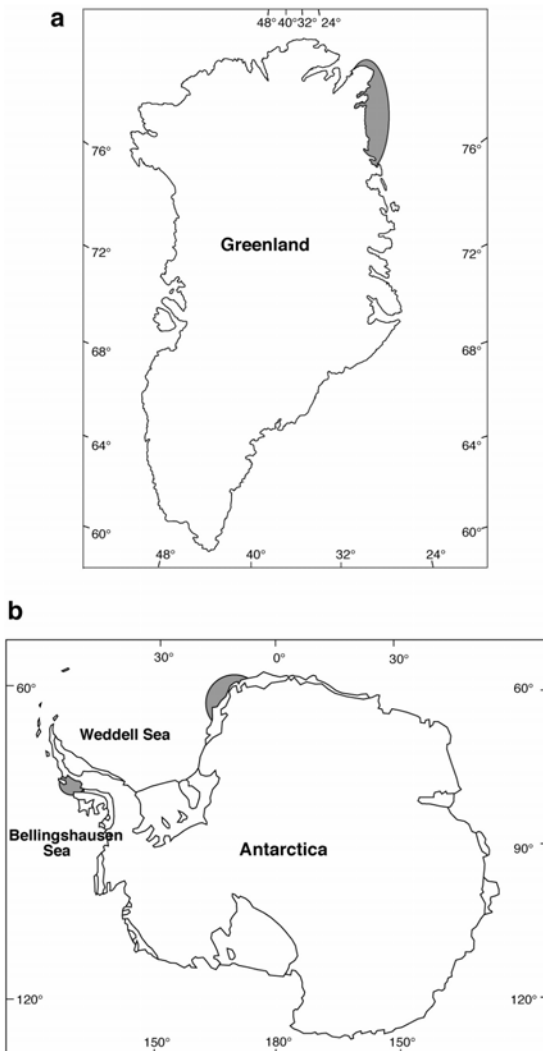 a
48° 40° 32° 24°
76° 76°
72° Greenland 72°
68° 68°
64° 64°
60° 60°
48° 40° 32° 24°
b
30° 0° 30°
60° 60°
Weddell Sea
Bellingshausen
Sea
Antarctica 90°
120° 120°
150° 180° 150°